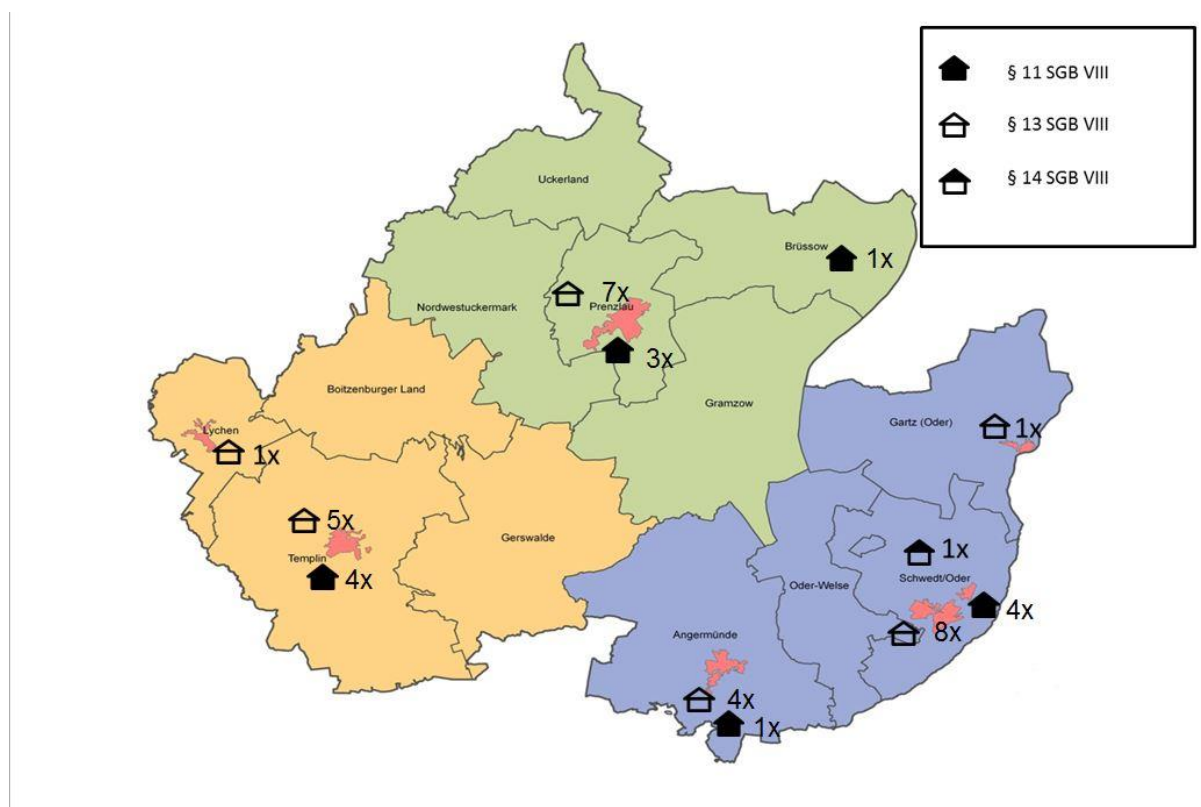 § 11 SGB VIII
§ 13 SGB VIII
§ 14 SGB VIII
Uckerland
Brüssow
1x
7x
Nordwestuckermark
Prenzlau
3x
Boitzenburger Land
Gramzow
Lychen
1x
Gartz (Oder)
1x
5x
Gerswalde
Templin
4x
1x
Oder-Welse
Schwedt/Oder
4x
8x
Angermünde
4x
1x